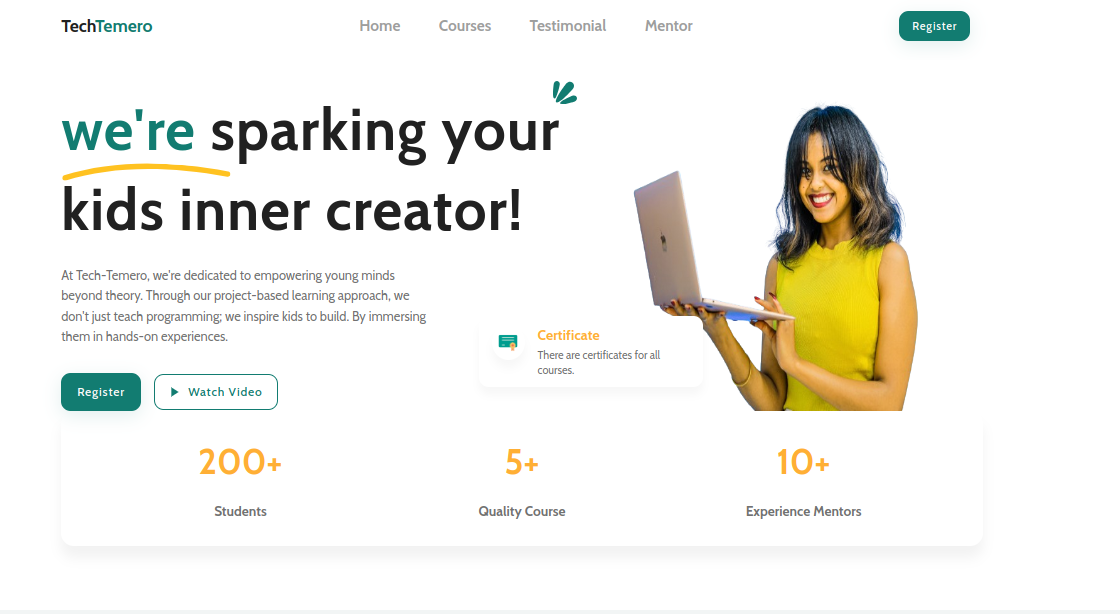 TechTemero
Home Courses Testimonial Mentor
Register
we're sparking your
kids inner creator!
At Tech-Temero, we're dedicated to empowering young minds
beyond theory. Through our project-based learning approach, we
don't just teach programming; we inspire kids to build. By immersing
them in hands-on experiences.
Certificate
There are certificates for all
courses.
Register
Watch Video
200+
Students
5+
Quality Course
10+
Experience Mentors